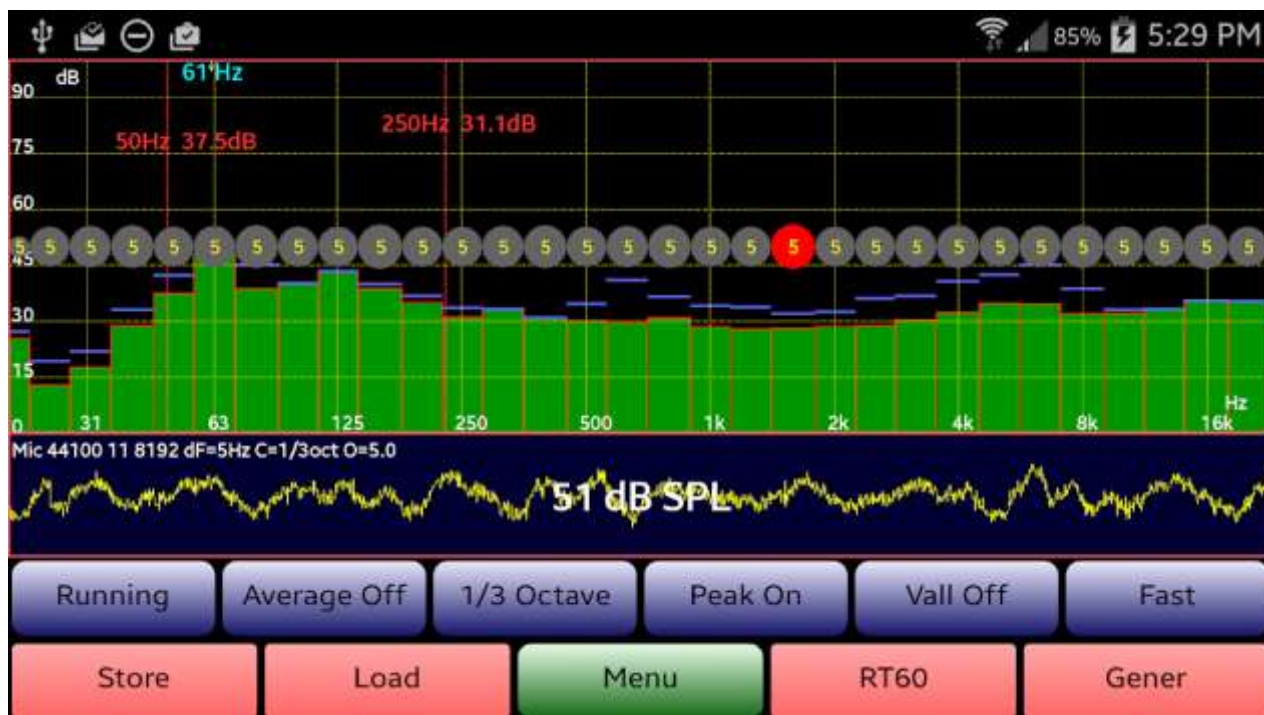 85% 5:29 PM
dB 61 Hz
90
250Hz 31.1dB
50Hz 37.5dB
75
60
5 5 5 5 5 5 5 5 5 5 5 5 5 5 5 5 5 5 5 5 5 5 5 5 5 5 5 5 5 5 5
45
30
15
Hz
0 31 63 125 250 500 1k 2k 4k 8k 16k
Mic 44100 11 8192 dF=5Hz C=1/3oct O=5.0
51 dB SPL
Running Average Off 1/3 Octave Peak On Vall Off Fast
Store Load Menu RT60 Gener